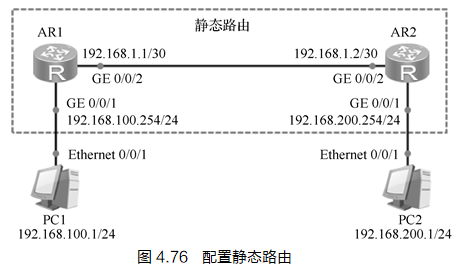 静态路由
AR1
AR2
192.168.1.1/30
192.168.1.2/30
R
R
GE 0/0/2
GE 0/0/2
GE 0/0/1
GE 0/0/1
192.168.100.254/24
192.168.200.254/24
Ethernet 0/0/1
Ethernet 0/0/1
PC1
PC2
192.168.100.1/24
192.168.200.1/24
图 4.76 配置静态路由